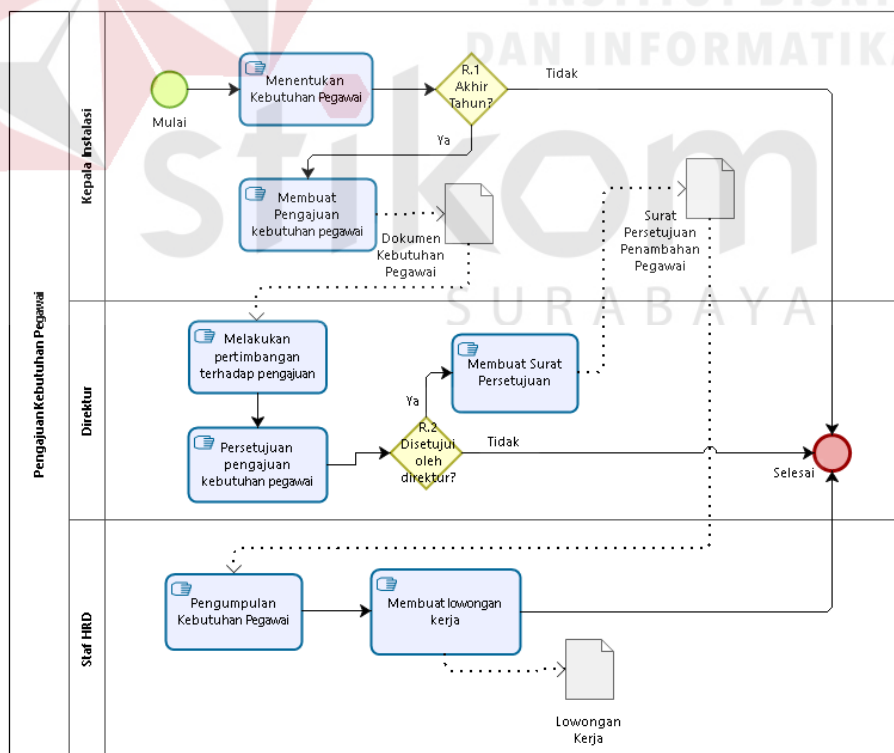 DAN INFORMATIKA
stikom
SURABAYA
Pengajuan Kebutuhan Pegawai
Kepala Instalasi
Mulai
Menentukan
Kebutuhan Pegawai
R.1
Akhir
Tahun?
Tidak
Ya
Membuat
Pengajuan
kebutuhan pegawai
Dokumen
Kebutuhan
Pegawai
Surat
Persetujuan
Penambahan
Pegawai
Direktur
Melakukan
pertimbangan
terhadap pengajuan
Persetujuan
pengajuan
kebutuhan pegawai
R.2
Disetujui
oleh
direktur?
Ya
Membuat Surat
Persetujuan
Tidak
Selesai
Staf HRD
Pengumpulan
Kebutuhan Pegawai
Membuat lowongan
kerja
Lowongan
Kerja